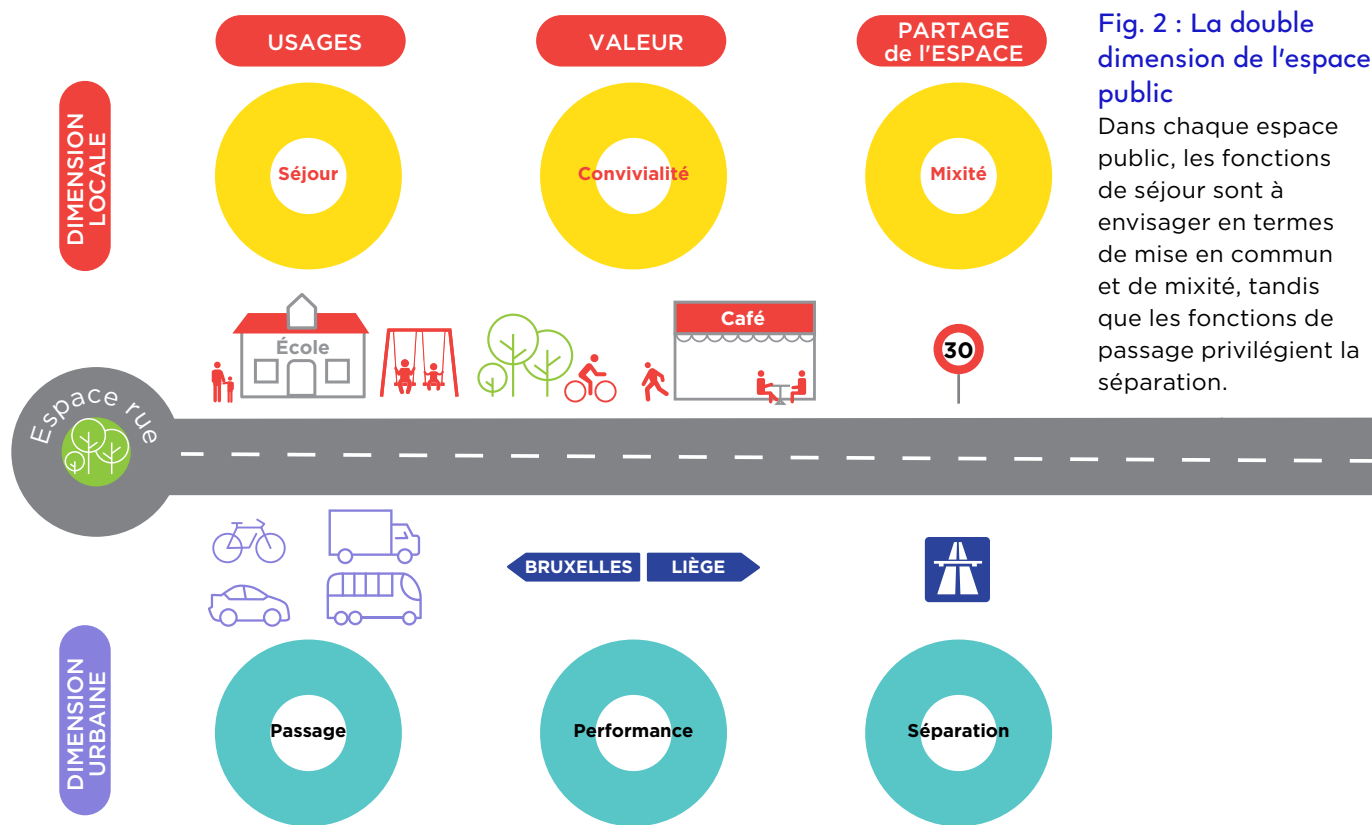 USAGES
VALEUR
PARTAGE
de l'ESPACE
Fig. 2 : La double
dimension de l'espace
public
Dans chaque espace
public, les fonctions
de séjour sont à
envisager en termes
de mise en commun
et de mixité, tandis
que les fonctions de
passage privilégient la
séparation.
DIMENSION
LOCALE
Séjour
Convivialité
Mixité
École
Café
30
Espace rue
BRUXELLES
LIÈGE
DIMENSION
URBAINE
Passage
Performance
Séparation